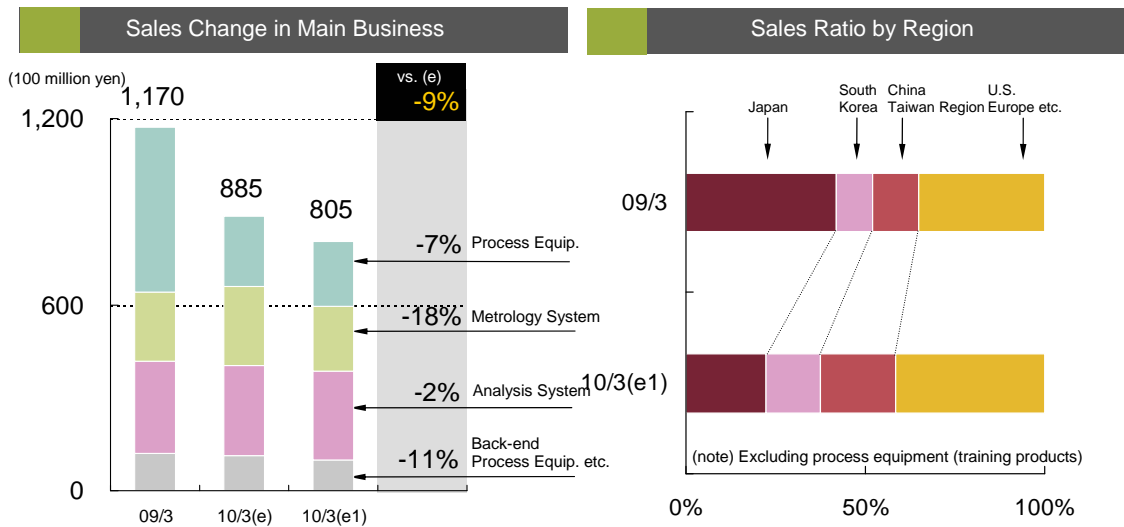 Sales Change in Main Business
(100 million yen)
1,170
1,200
885
805
600
0
09/3
10/3(e)
10/3(e1)
vs. (e)
-9%
-7% Process Equip.
-18% Metrology System
-2% Analysis System
Back-end
-11% Process Equip. etc.
Sales Ratio by Region
Japan
South
Korea
China
Taiwan Region
U.S.
Europe etc.
09/3
10/3(e1)
(note) Excluding process equipment (training products)
0%
50%
100%